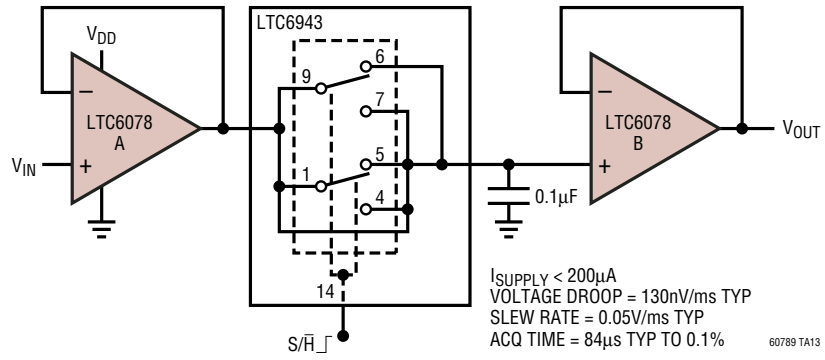 LTC6943
V_DD
6
9
−
LTC6078
A
+
V_IN
7
5
1
4
14
S/H̅
−
LTC6078
B
+
V_OUT
0.1µF
I_SUPPLY < 200µA
VOLTAGE DROOP = 130nV/ms TYP
SLEW RATE = 0.05V/ms TYP
ACQ TIME = 84µs TYP TO 0.1%
60789 TA13